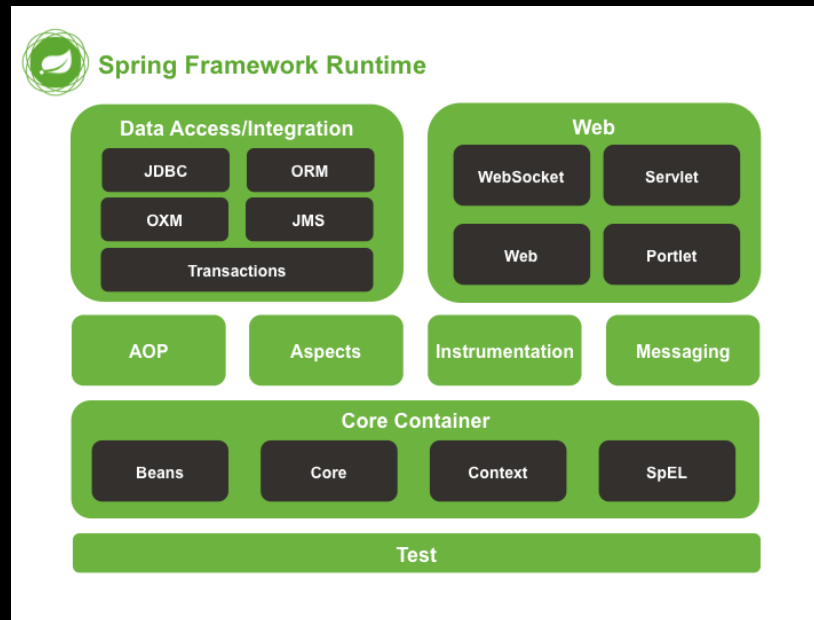 Spring Framework Runtime
Data Access/Integration
JDBC
ORM
OXM
JMS
Transactions
Web
WebSocket
Servlet
Web
Portlet
AOP
Aspects
Instrumentation
Messaging
Core Container
Beans
Core
Context
SpEL
Test